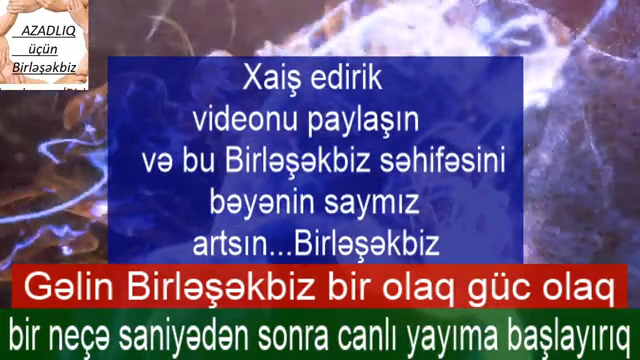 AZADLIQ
üçün
Birləşəkbiz
Xaiş edirik
videonu paylaşın
və bu Birləşəkbiz səhifəsini
bəyənin saymız
artsın...Birləşəkbiz
Gəlin Birləşəkbiz bir olaq güc olaq
bir neçə saniyədən sonra canlı yayıma başlayırıq